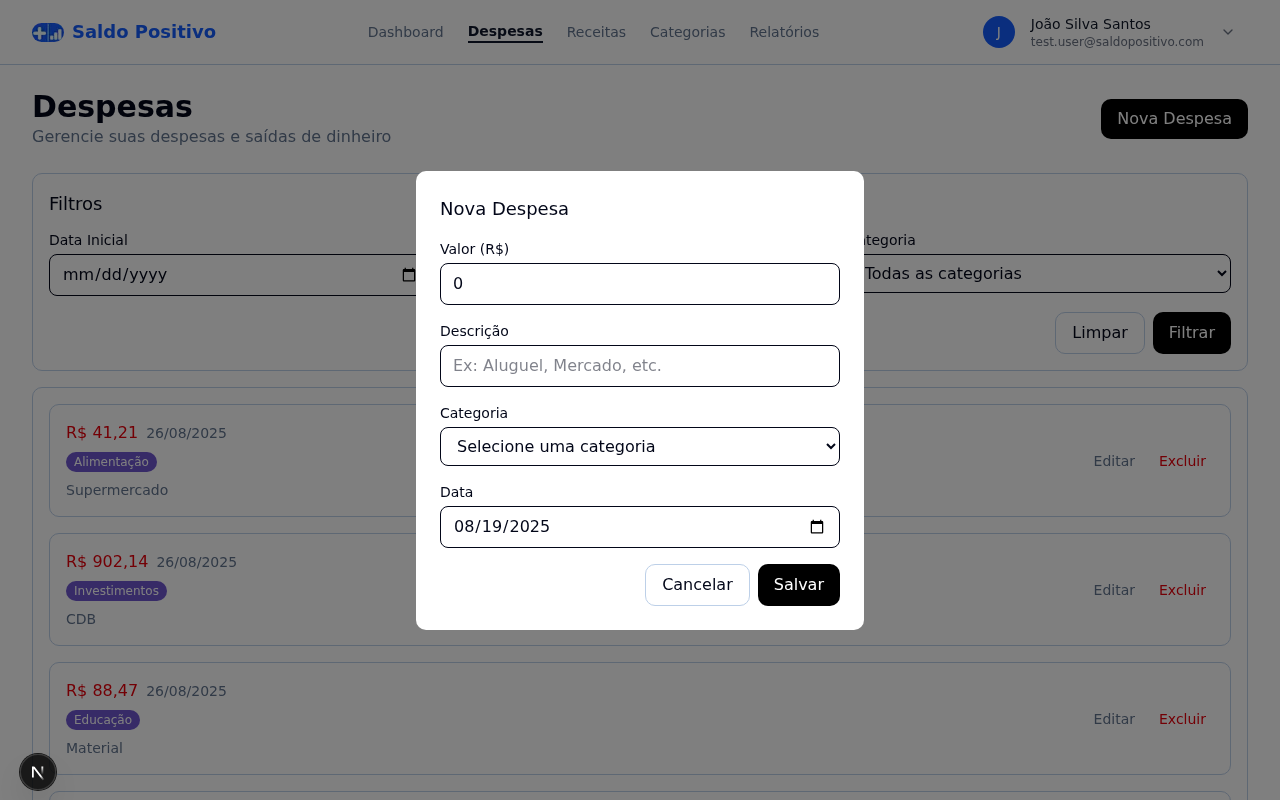 Saldo Positivo
Dashboard
Despesas
Receitas
Categorias
Relatórios
J
João Silva Santos
test.user@saldopositivo.com
Despesas
Gerencie suas despesas e saídas de dinheiro
Nova Despesa
Filtros
Data Inicial
mm/dd/yyyy
ategoria
Todas as categorias
Limpar
Filtrar
Nova Despesa
Valor (R$)
0
Descrição
Ex: Aluguel, Mercado, etc.
Categoria
Selecione uma categoria
Data
08/19/2025
Cancelar
Salvar
R$ 41,21 26/08/2025
Alimentação
Supermercado
Editar
Excluir
R$ 902,14 26/08/2025
Investimentos
CDB
Editar
Excluir
R$ 88,47 26/08/2025
Educação
Material
Editar
Excluir
N